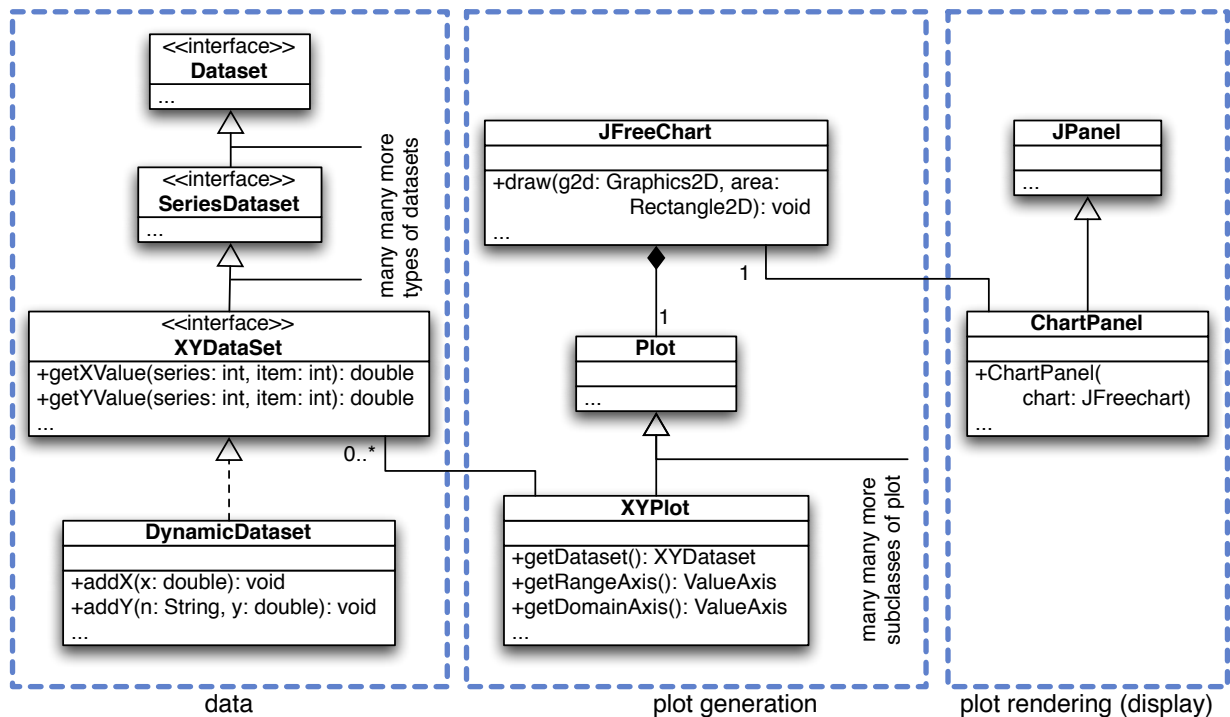 <<interface>>
Dataset
...
<<interface>>
SeriesDataset
...
many many more
types of datasets
<<interface>>
XYDataSet
+getXValue(series: int, item: int): double
+getYValue(series: int, item: int): double
...
0..*
DynamicDataset
+addX(x: double): void
+addY(n: String, y: double): void
...
data
JFreeChart
+draw(g2d: Graphics2D, area:
Rectangle2D): void
...
1
1
Plot
...
many many more
subclasses of plot
XYPlot
+getDataset(): XYDataset
+getRangeAxis(): ValueAxis
+getDomainAxis(): ValueAxis
...
plot generation
JPanel
...
ChartPanel
+ChartPanel(
chart: JFreechart)
...
plot rendering (display)